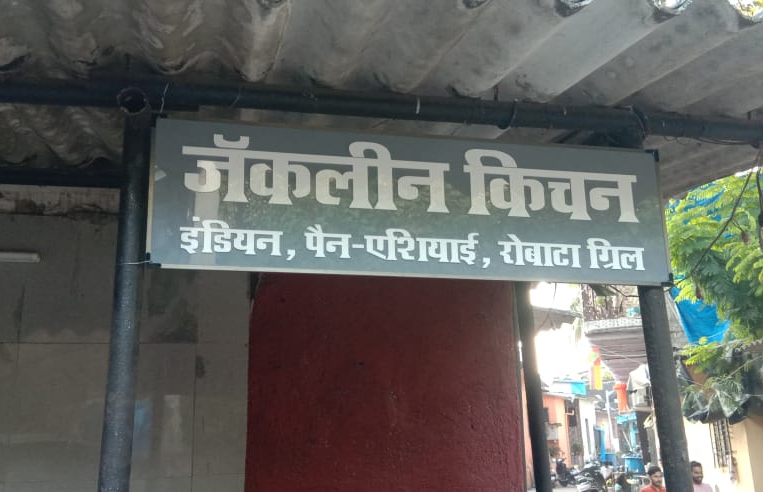 जॅकलीन किचन
इंडियन, पैन-एशियाई, रोबाटा ग्रिल